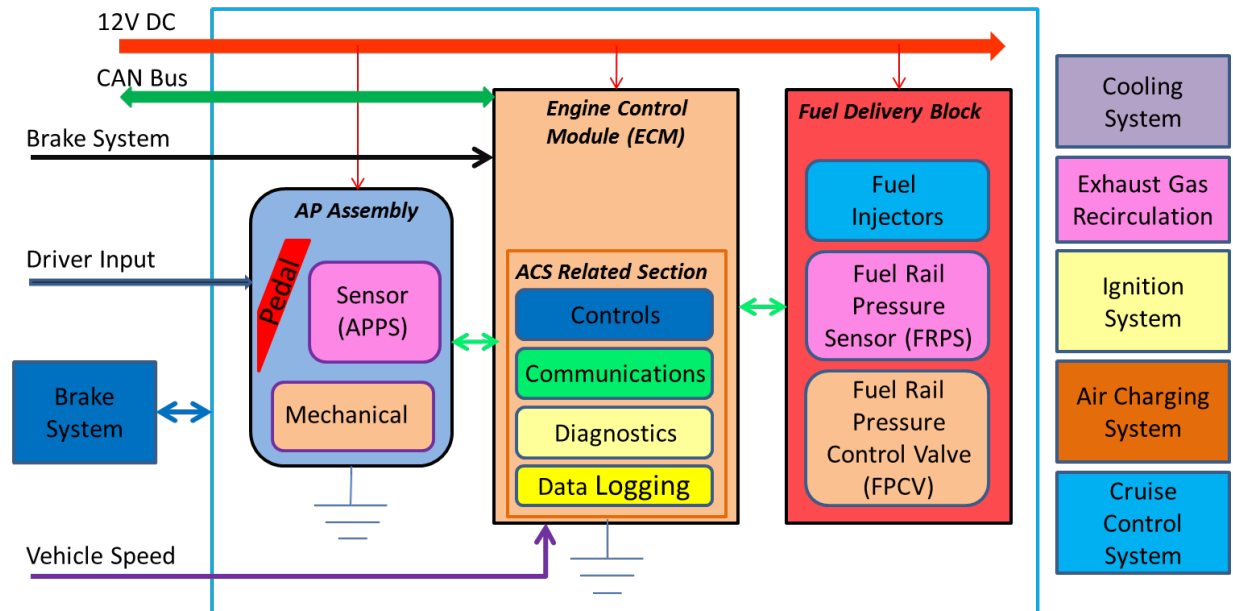 12V DC
CAN Bus
Brake System
Driver Input
Brake
System
Vehicle Speed
AP Assembly
Pedal
Sensor
(APPS)
Mechanical
Engine Control
Module (ECM)
ACS Related Section
Controls
Communications
Diagnostics
Data Logging
Fuel Delivery Block
Fuel
Injectors
Fuel Rail
Pressure
Sensor (FRPS)
Fuel Rail
Pressure
Control Valve
(FPCV)
Cooling
System
Exhaust Gas
Recirculation
Ignition
System
Air Charging
System
Cruise
Control
System